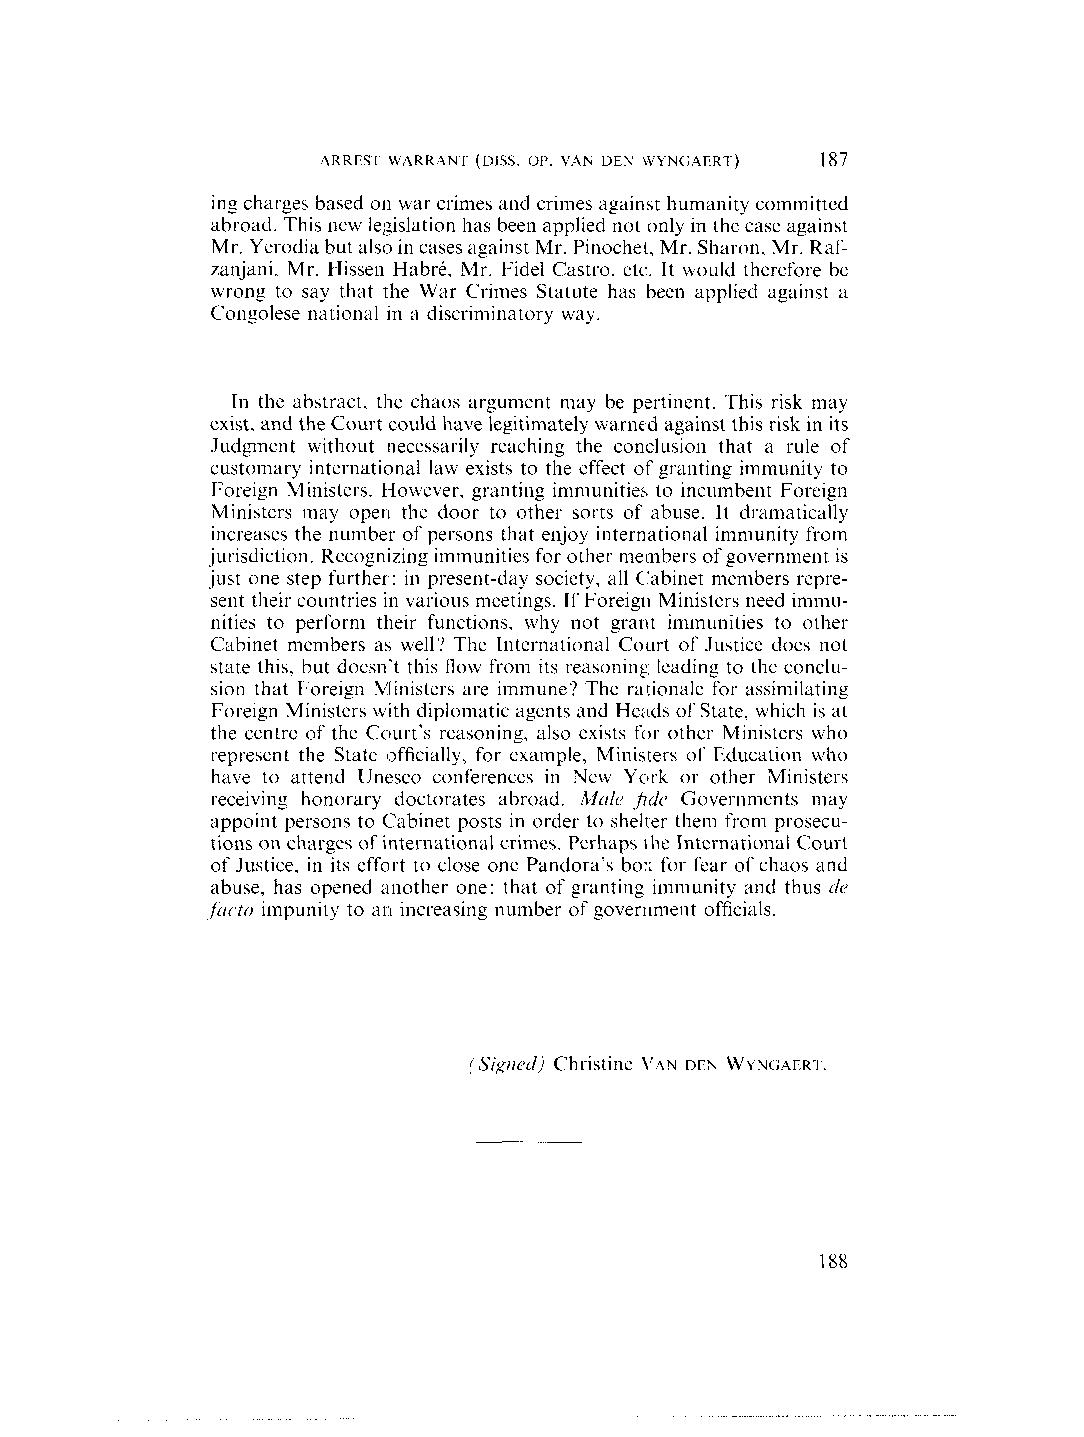 ARREST WARRANT (DISS. OP. VAN DEN WYNGAERT) 187
ing charges based on war crimes and crimes against humanity committed
abroad. This new legislation has been applied not only in the case against
Mr. Yerodia but also in cases against Mr. Pinochet, Mr. Sharon, Mr. Raf-
zanjani, Mr. Hissen Habré, Mr. Fidel Castro, etc. It would therefore be
wrong to say that the War Crimes Statute has been applied against a
Congolese national in a discriminatory way.
In the abstract, the chaos argument may be pertinent. This risk may
exist, and the Court could have legitimately warned against this risk in its
Judgment without necessarily reaching the conclusion that a rule of
customary international law exists to the effect of granting immunity to
Foreign Ministers. However, granting immunities to incumbent Foreign
Ministers may open the door to other sorts of abuse. It dramatically
increases the number of persons that enjoy international immunity from
jurisdiction. Recognizing immunities for other members of government is
just one step further: in present-day society, all Cabinet members repre-
sent their countries in various meetings. If Foreign Ministers need immu-
nities to perform their functions, why not grant immunities to other
Cabinet members as well? The International Court of Justice does not
state this, but doesn't this flow from its reasoning leading to the conclu-
sion that Foreign Ministers are immune? The rationale for assimilating
Foreign Ministers with diplomatic agents and Heads of State, which is at
the centre of the Court's reasoning, also exists for other Ministers who
represent the State officially, for example, Ministers of Education who
have to attend Unesco conferences in New York or other Ministers
receiving honorary doctorates abroad. Male fide Governments may
appoint persons to Cabinet posts in order to shelter them from prosecu-
tions on charges of international crimes. Perhaps the International Court
of Justice, in its effort to close one Pandora's box for fear of chaos and
abuse, has opened another one: that of granting immunity and thus de
facto impunity to an increasing number of government officials.
(Signed) Christine VAN DEN WYNGAERT.
188